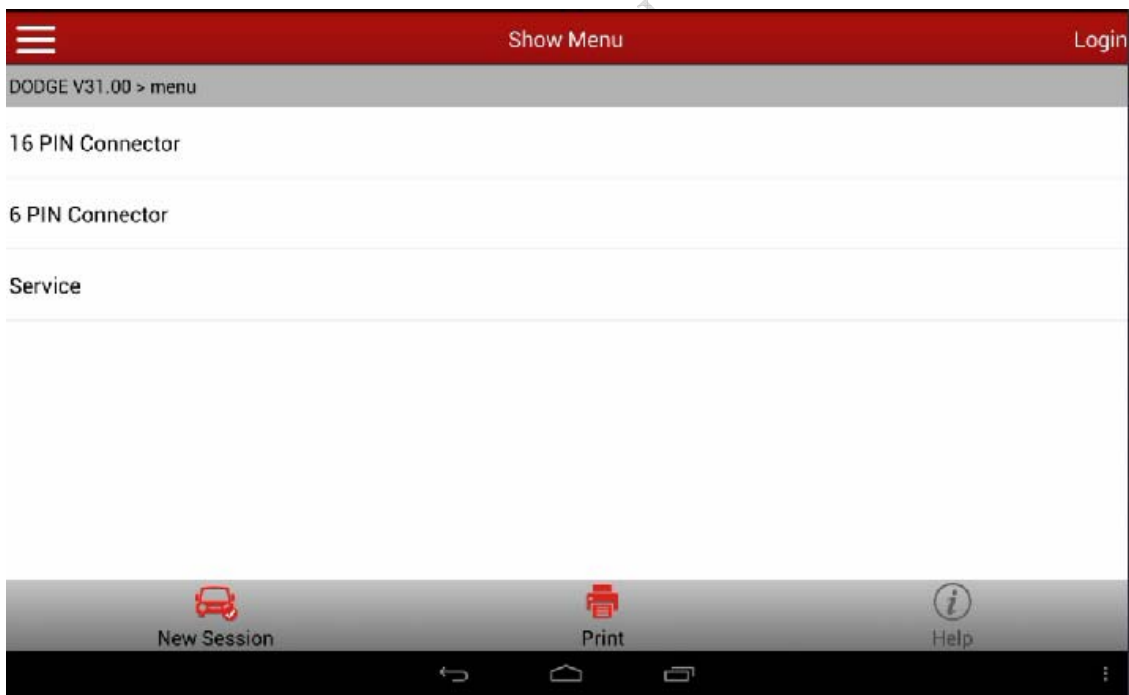 Show Menu
Login
DODGE V31.00 > menu
16 PIN Connector
6 PIN Connector
Service
New Session
Print
Help